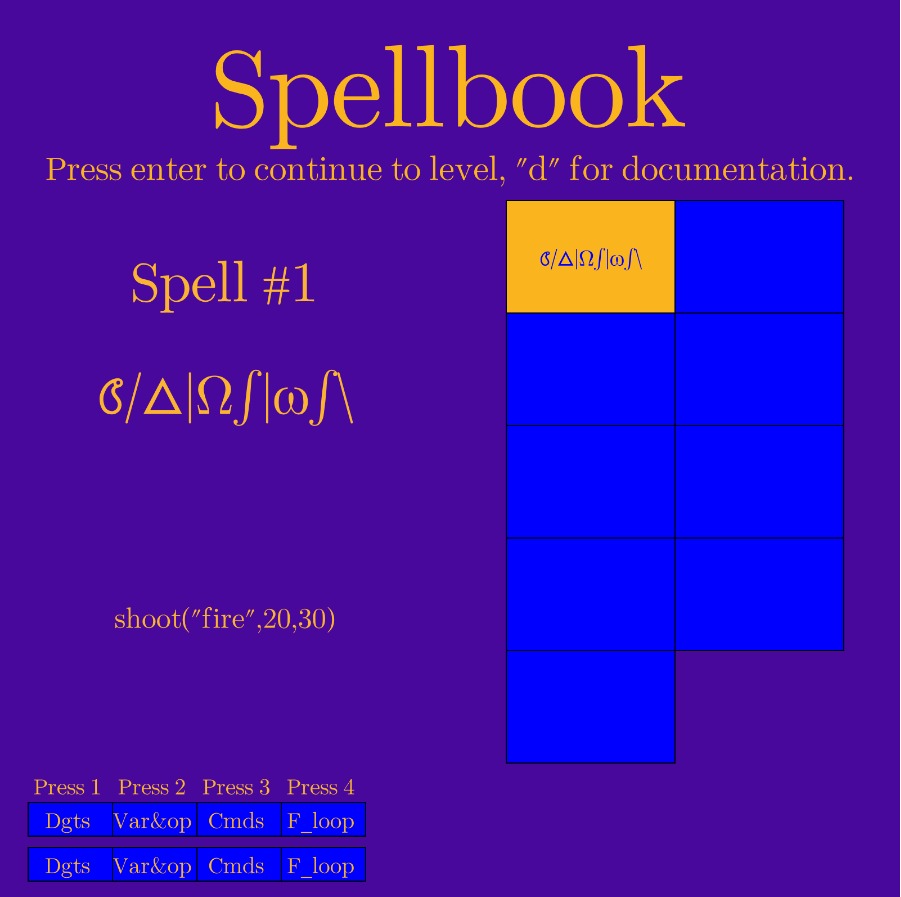 Spellbook
Press enter to continue to level, "d" for documentation.
Spell #1
/Δ|Ω∫|ω∫\
/Δ|Ω∫|ω∫\
shoot("fire",20,30)
Press 1 Press 2 Press 3 Press 4
Dgts Var&op Cmds F_loop
Dgts Var&op Cmds F_loop